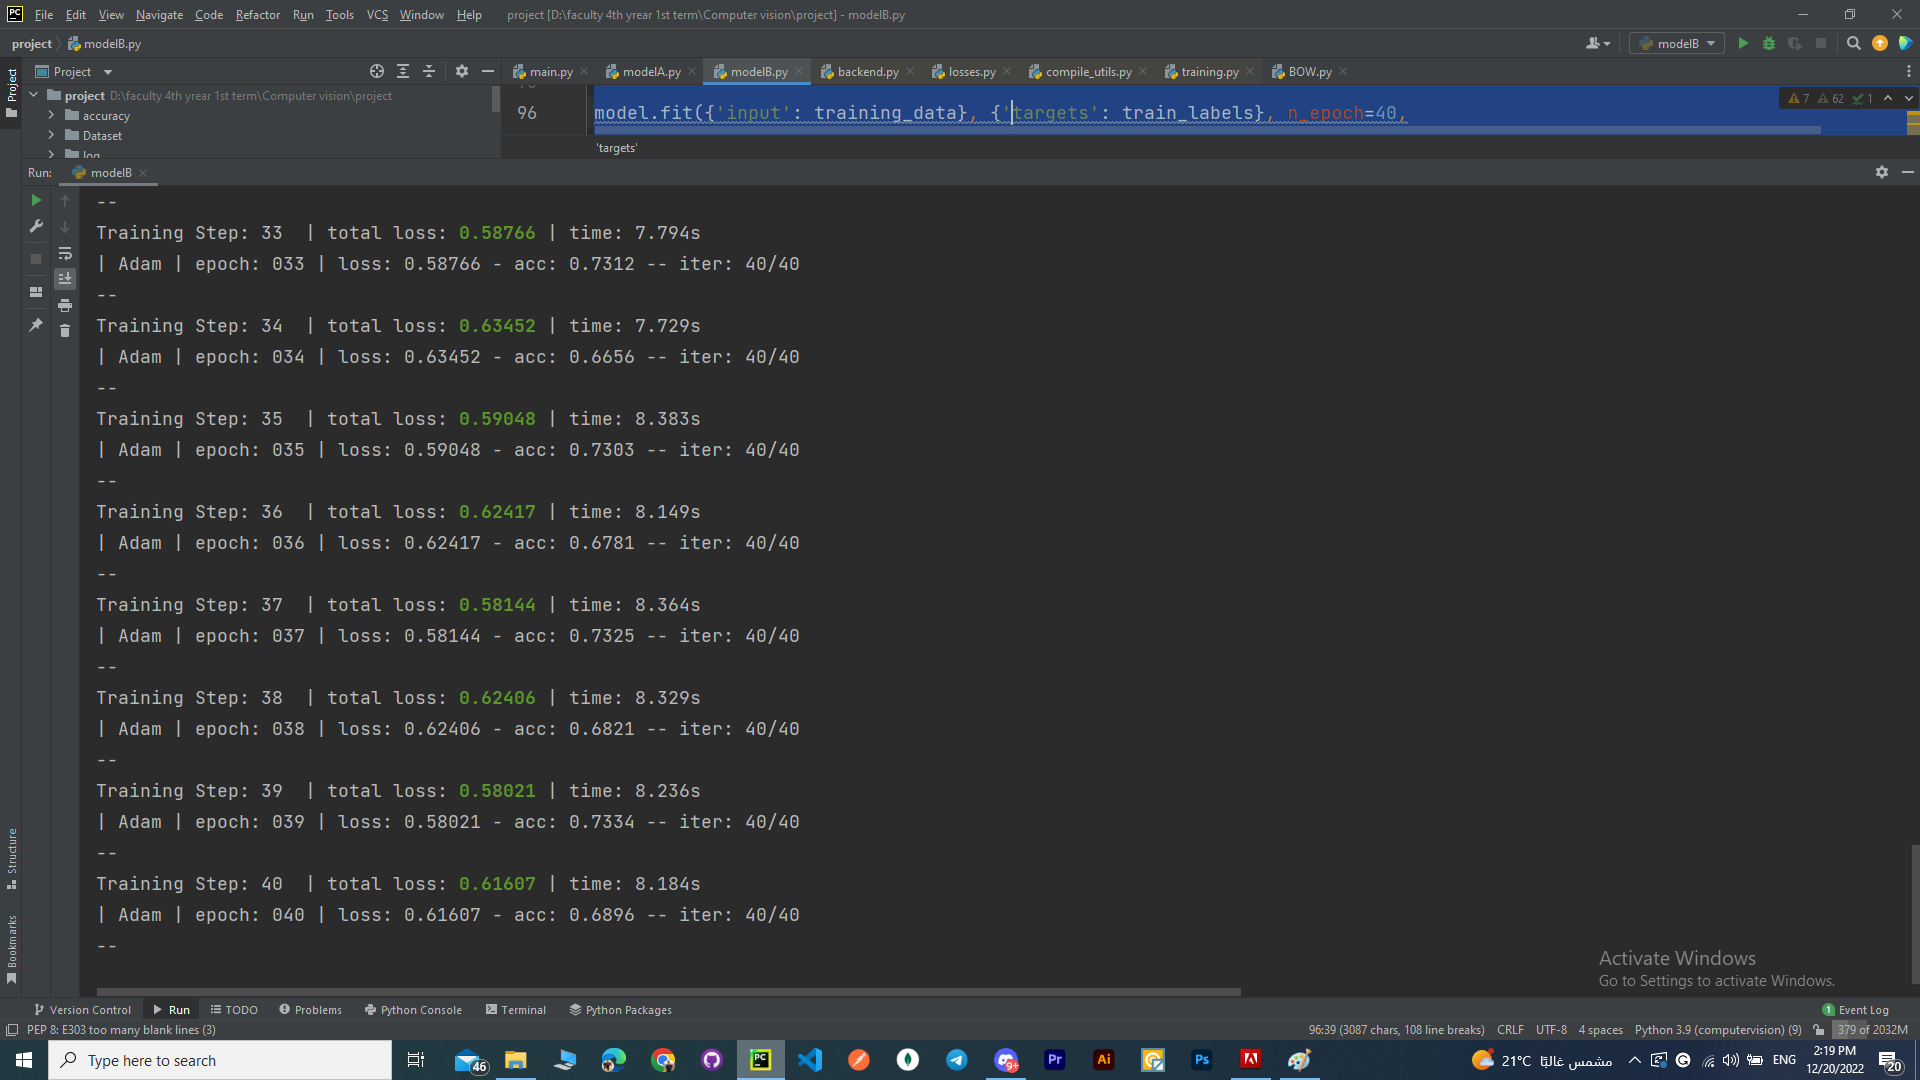 PC File Edit View Navigate Code Refactor Run Tools VCS Window Help project [D:\faculty 4th yrear 1st term\Computer vision\project] - modelB.py
project modelB.py modelB
Project main.py modelA.py modelB.py backend.py losses.py compile_utils.py training.py BOW.py
Project
project D:\faculty 4th yrear 1st term\Computer vision\project
accuracy
Dataset
log
96 model.fit({'input': training_data}, {'targets': train_labels}, n_epoch=40,
7 62 1
'targets'
Run: modelB
--
Training Step: 33 | total loss: 0.58766 | time: 7.794s
| Adam | epoch: 033 | loss: 0.58766 - acc: 0.7312 -- iter: 40/40
--
Training Step: 34 | total loss: 0.63452 | time: 7.729s
| Adam | epoch: 034 | loss: 0.63452 - acc: 0.6656 -- iter: 40/40
--
Training Step: 35 | total loss: 0.59048 | time: 8.383s
| Adam | epoch: 035 | loss: 0.59048 - acc: 0.7303 -- iter: 40/40
--
Training Step: 36 | total loss: 0.62417 | time: 8.149s
| Adam | epoch: 036 | loss: 0.62417 - acc: 0.6781 -- iter: 40/40
--
Training Step: 37 | total loss: 0.58144 | time: 8.364s
| Adam | epoch: 037 | loss: 0.58144 - acc: 0.7325 -- iter: 40/40
--
Training Step: 38 | total loss: 0.62406 | time: 8.329s
| Adam | epoch: 038 | loss: 0.62406 - acc: 0.6821 -- iter: 40/40
--
Training Step: 39 | total loss: 0.58021 | time: 8.236s
| Adam | epoch: 039 | loss: 0.58021 - acc: 0.7334 -- iter: 40/40
--
Training Step: 40 | total loss: 0.61607 | time: 8.184s
| Adam | epoch: 040 | loss: 0.61607 - acc: 0.6896 -- iter: 40/40
--
Structure
Bookmarks
Activate Windows
Go to Settings to activate Windows.
Version Control Run TODO Problems Python Console Terminal Python Packages 1 Event Log
PEP 8: E303 too many blank lines (3) 96:39 (3087 chars, 108 line breaks) CRLF UTF-8 4 spaces Python 3.9 (computervision) (9) 379 of 2032M
Type here to search 46 PC 9+ Pr Ai Ps 21°C مشمس غالبًا ENG 2:19 PM 20
12/20/2022